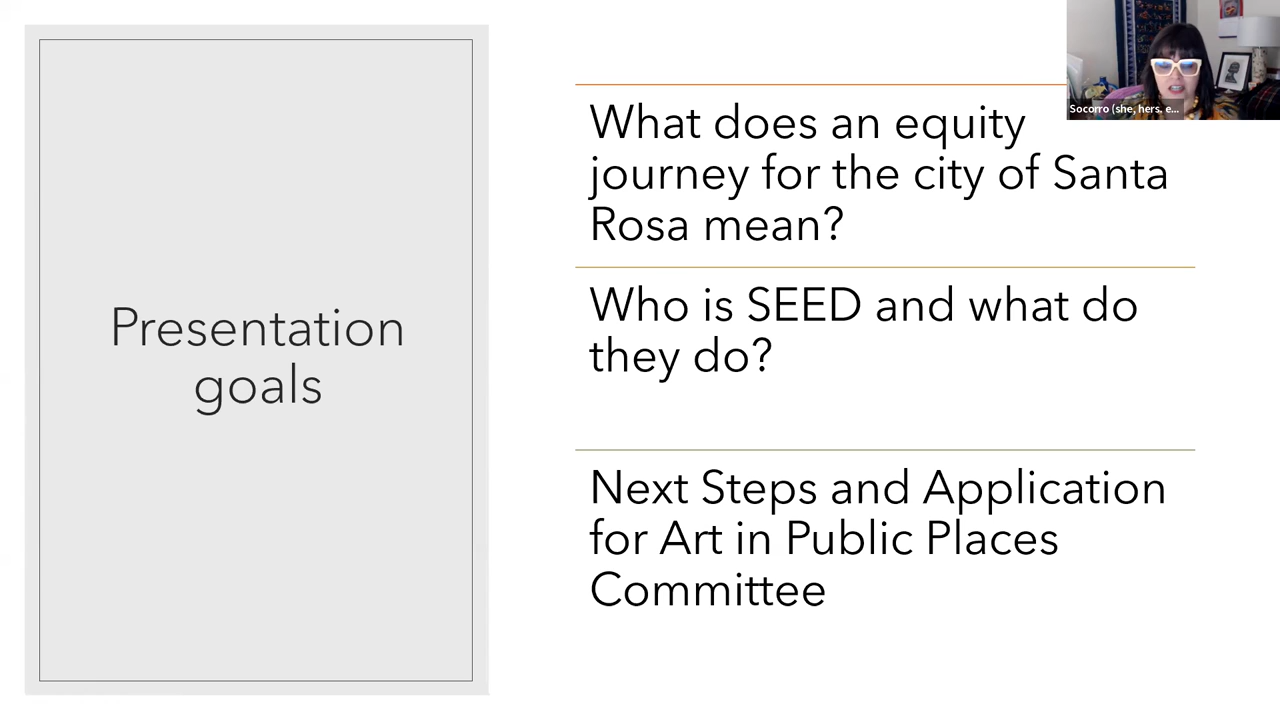 Presentation
goals
What does an equity
journey for the city of Santa
Rosa mean?
Who is SEED and what do
they do?
Next Steps and Application
for Art in Public Places
Committee
Socorro (she, hers. e...